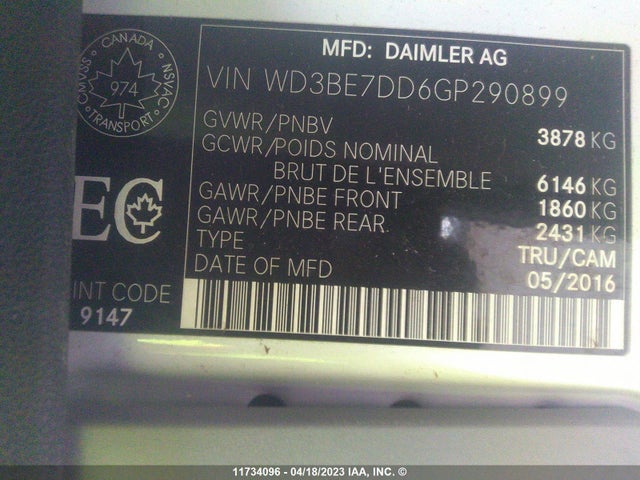 CANADA
CMVSS
NSVAC
974
TRANSPORT
MFD: DAIMLER AG
VIN WD3BE7DD6GP290899
GVWR/PNBV 3878 KG
GCWR/POIDS NOMINAL
BRUT DE L'ENSEMBLE 6146 KG
GAWR/PNBE FRONT 1860 KG
GAWR/PNBE REAR 2431 KG
TYPE TRU/CAM
DATE OF MFD 05/2016
EC
INT CODE
9147
11734096 - 04/18/2023 IAA, INC. ©